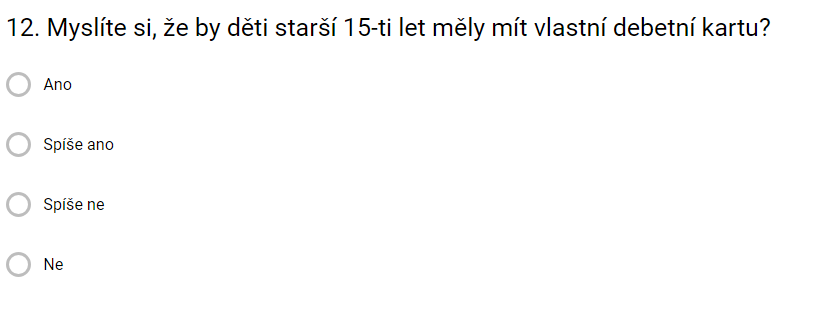 12. Myslíte si, že by děti starší 15-ti let měly mít vlastní debetní kartu?
Ano
Spíše ano
Spíše ne
Ne